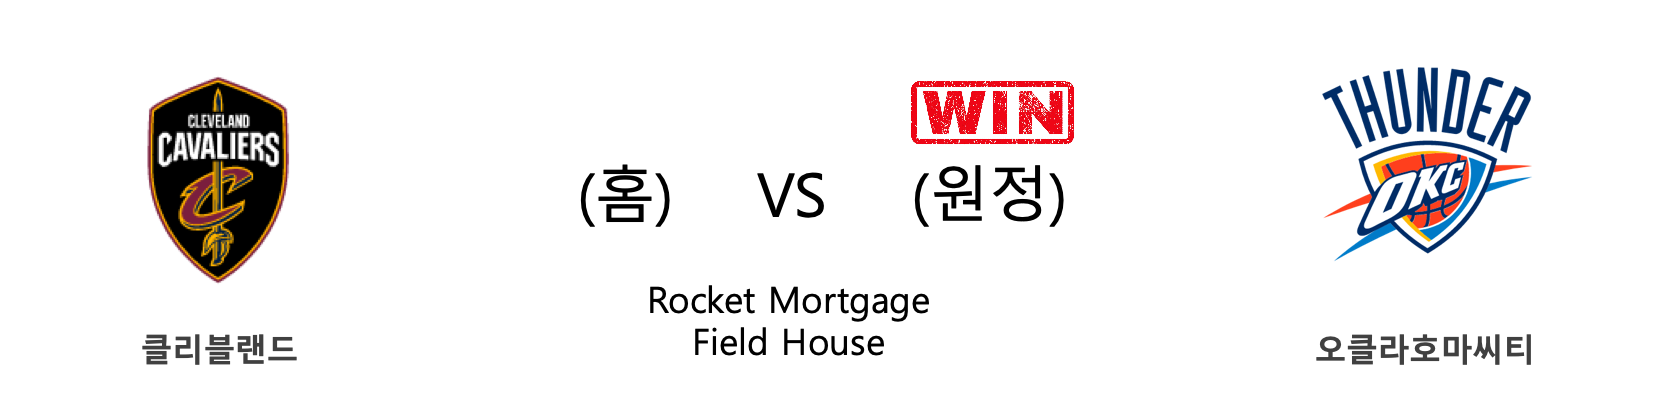 CLEVELAND
CAVALIERS
C
클리블랜드
WIN
(홈) VS (원정)
Rocket Mortgage
Field House
THUNDER
OKC
오클라호마씨티